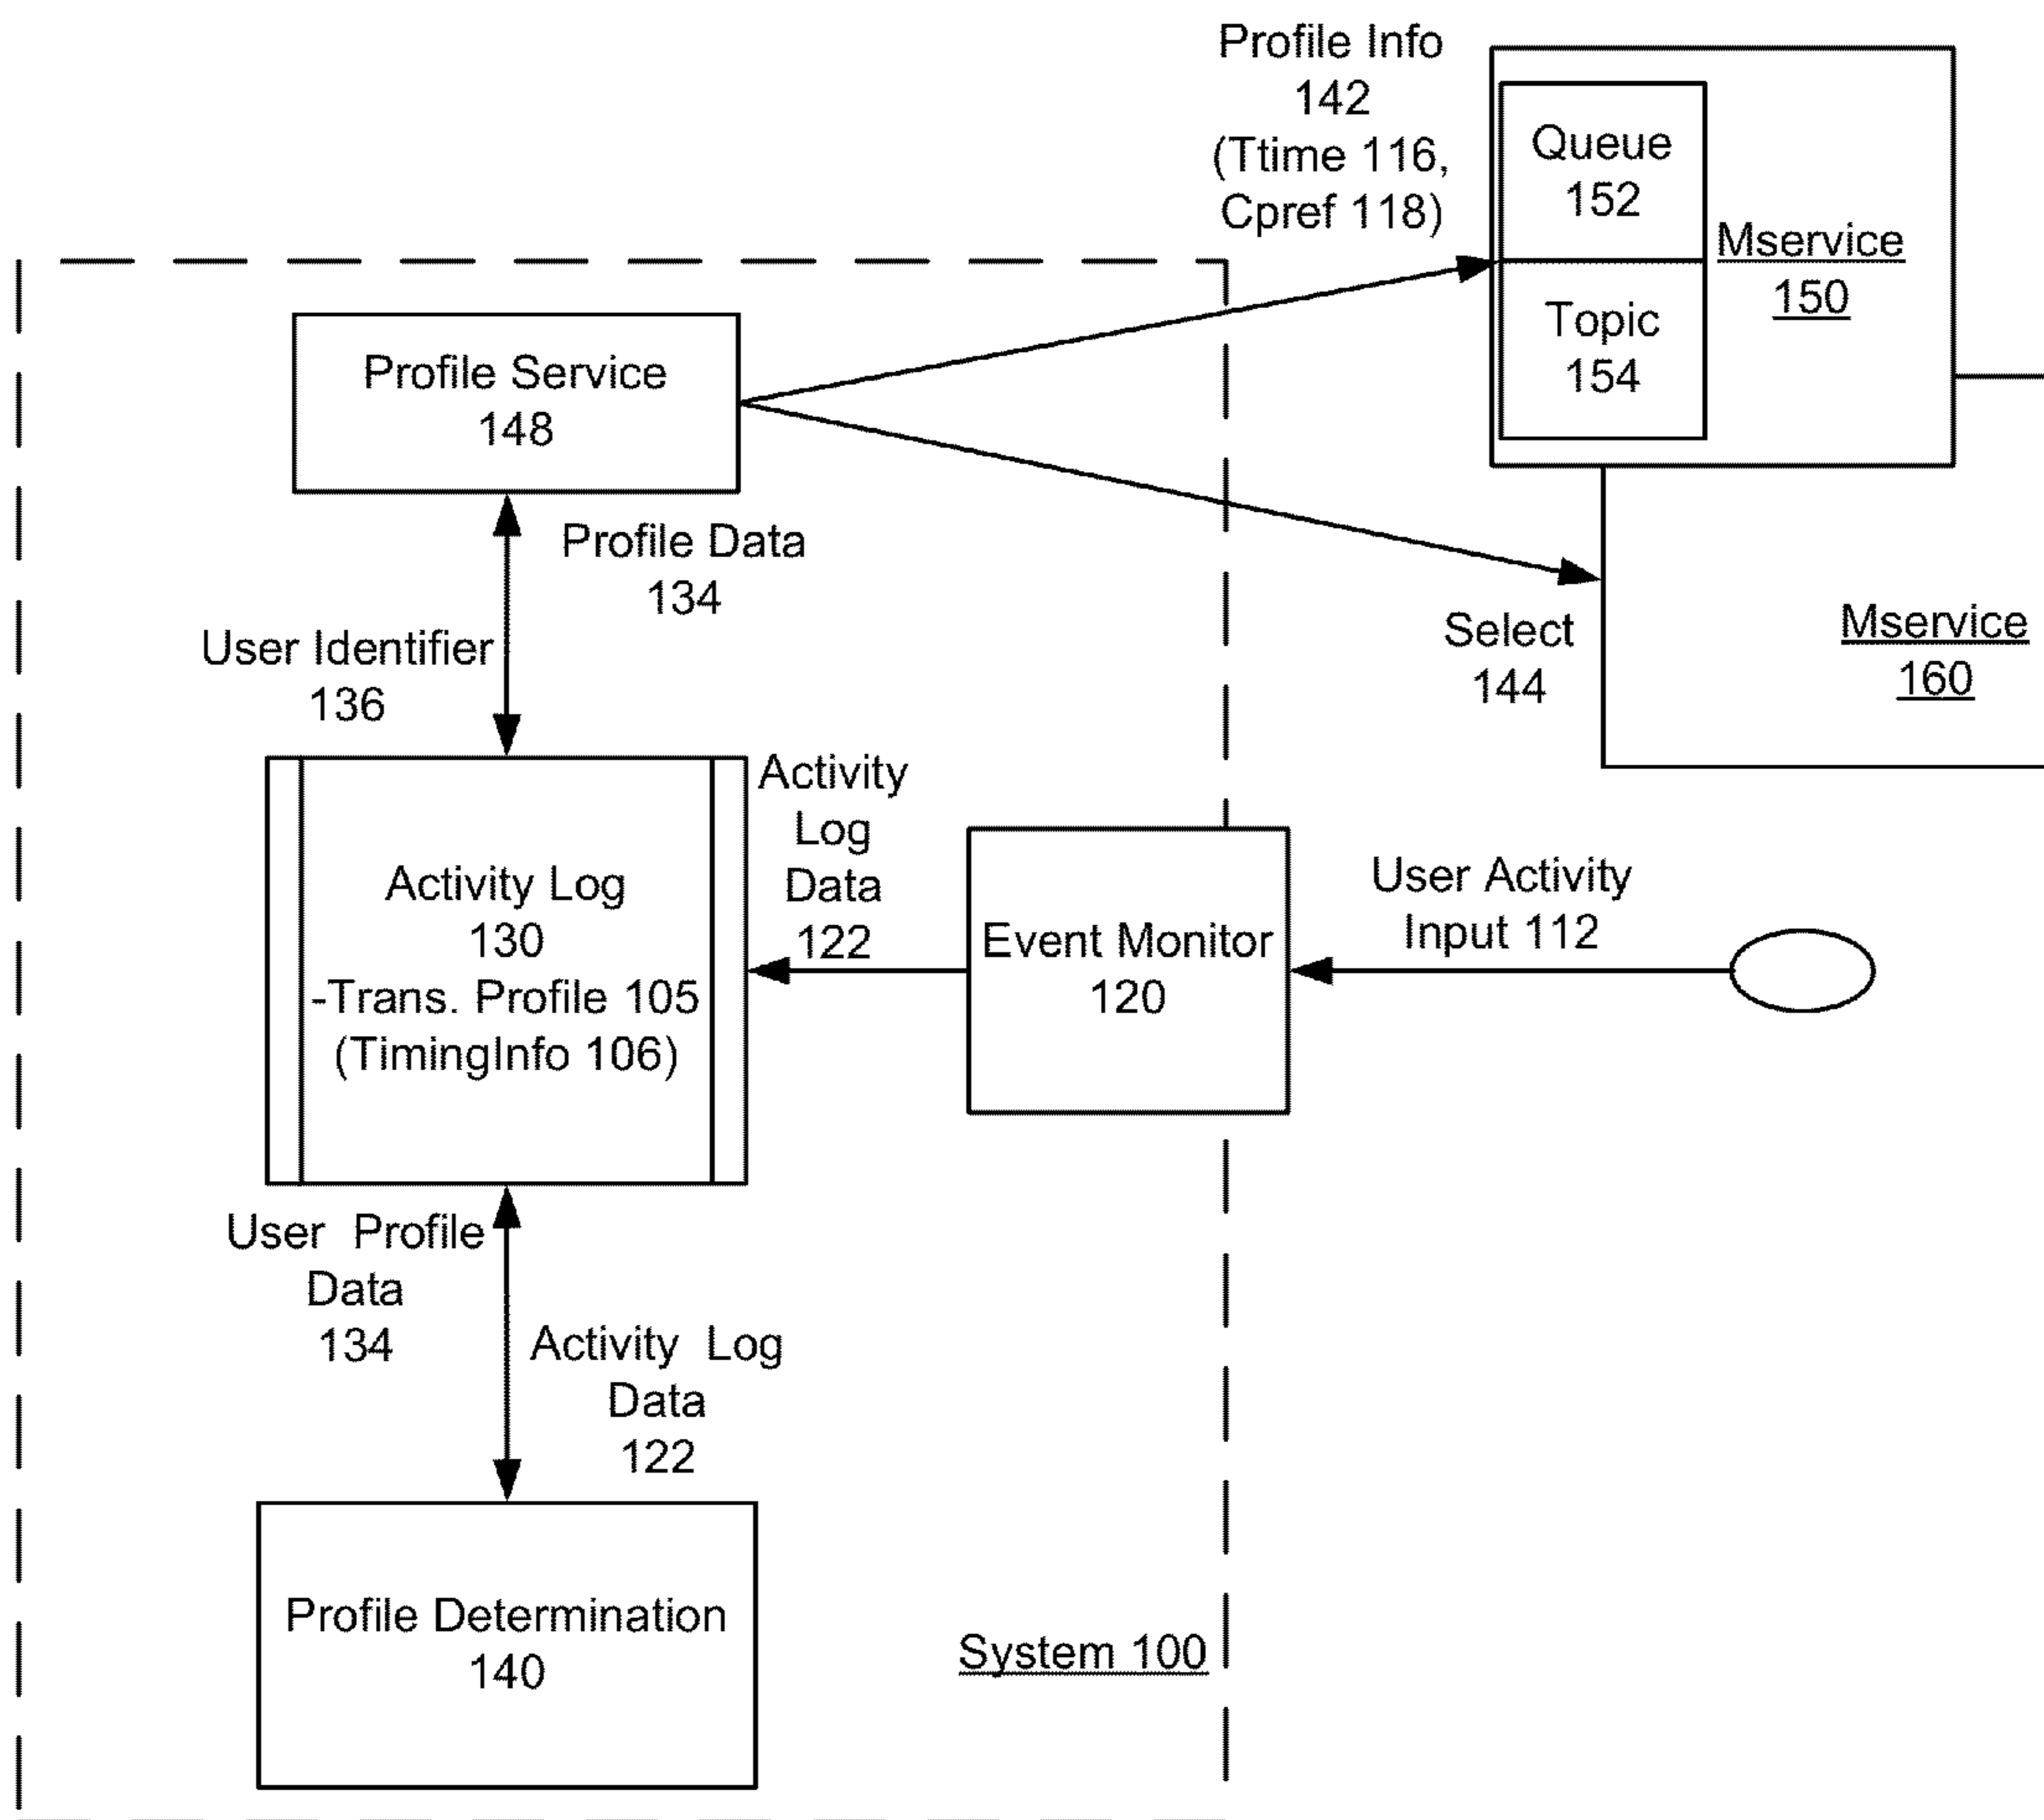 Profile Info
142
(Ttime 116,
Cpref 118)
Queue
152
Topic
154
Mservice
150
Profile Service
148
Profile Data
134
User Identifier
136
Select
144
Mservice
160
Activity
Log
Data
122
Activity Log
130
-Trans. Profile 105
(TimingInfo 106)
Event Monitor
120
User Activity
Input 112
User Profile
Data
134
Activity Log
Data
122
Profile Determination
140
System 100